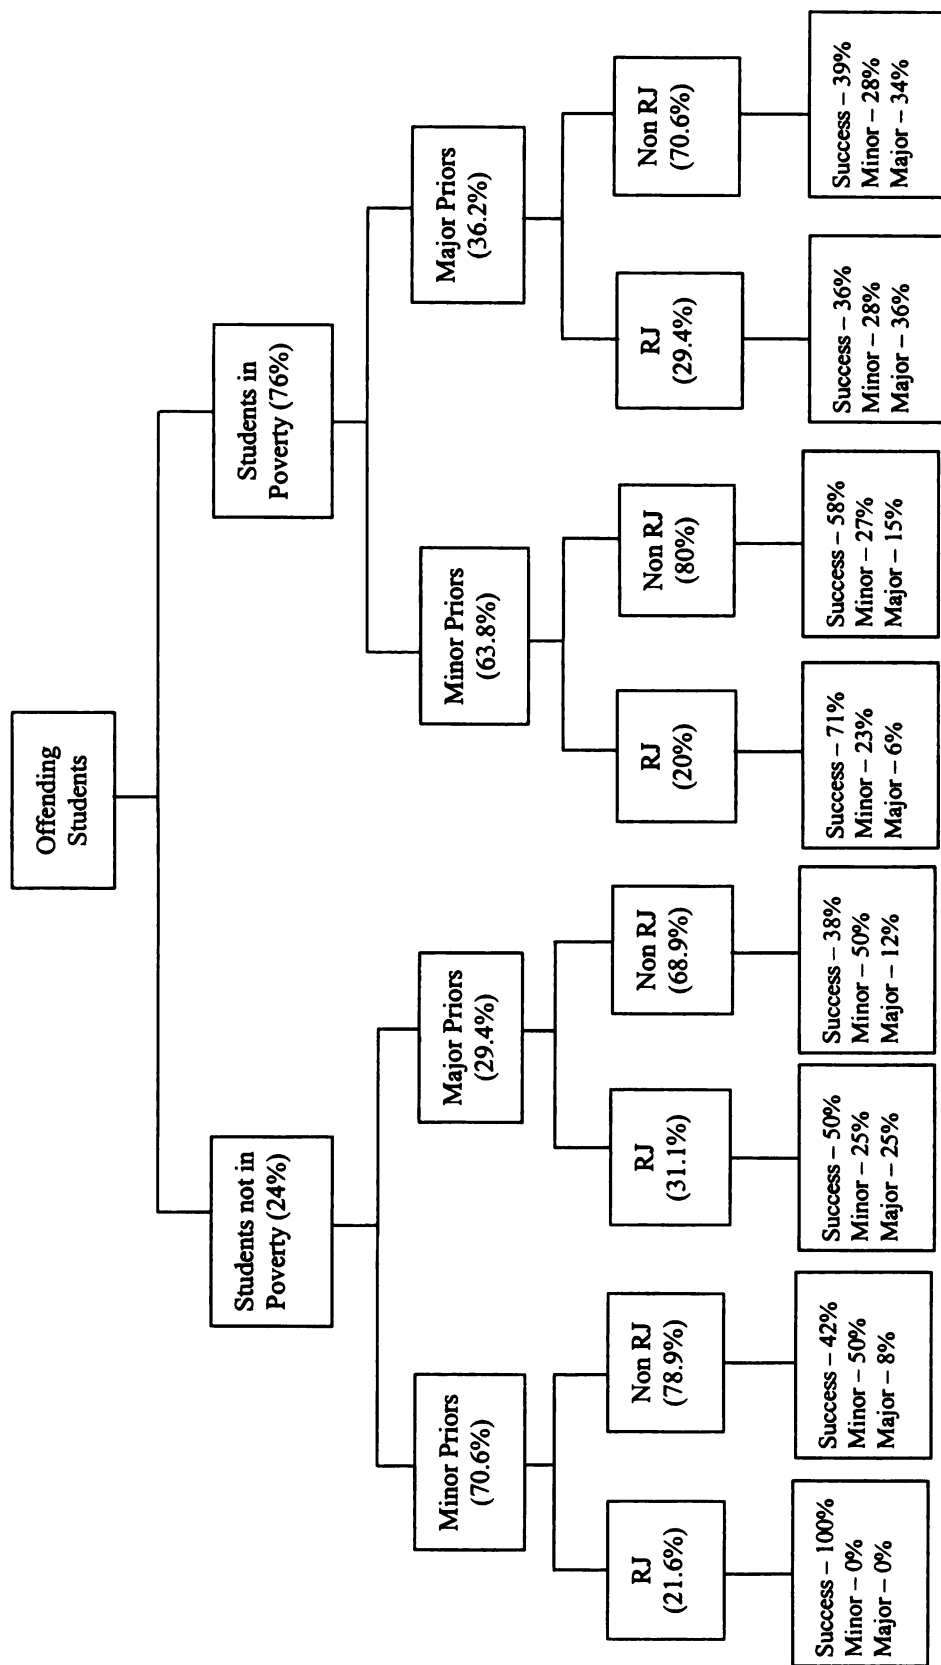 Offending
Students
Students not in
Poverty (24%)
Students in
Poverty (76%)
Minor Priors
(70.6%)
Major Priors
(29.4%)
Minor Priors
(63.8%)
Major Priors
(36.2%)
RJ
(21.6%)
Non RJ
(78.9%)
RJ
(31.1%)
Non RJ
(68.9%)
RJ
(20%)
Non RJ
(80%)
RJ
(29.4%)
Non RJ
(70.6%)
Success – 100%
Minor – 0%
Major – 0%
Success – 42%
Minor – 50%
Major – 8%
Success – 50%
Minor – 25%
Major – 25%
Success – 38%
Minor – 50%
Major – 12%
Success – 71%
Minor – 23%
Major – 6%
Success – 58%
Minor – 27%
Major – 15%
Success – 36%
Minor – 28%
Major – 36%
Success – 39%
Minor – 28%
Major – 34%